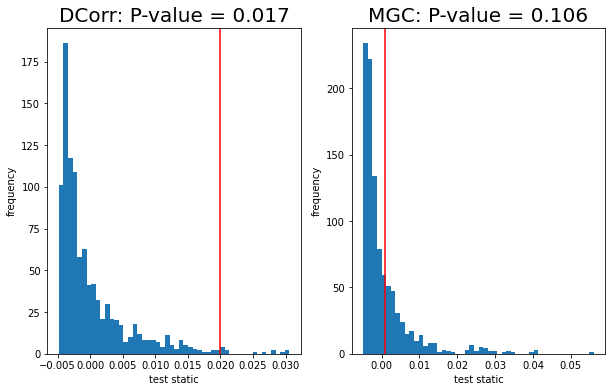 DCorr: P-value = 0.017
frequency
175
150
125
100
75
50
25
0
−0.005 0.000 0.005 0.010 0.015 0.020 0.025 0.030
test static
MGC: P-value = 0.106
frequency
200
150
100
50
0
0.00 0.01 0.02 0.03 0.04 0.05
test static